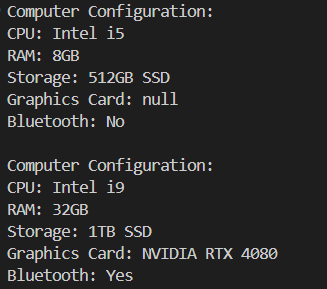 Computer Configuration:
CPU: Intel i5
RAM: 8GB
Storage: 512GB SSD
Graphics Card: null
Bluetooth: No

Computer Configuration:
CPU: Intel i9
RAM: 32GB
Storage: 1TB SSD
Graphics Card: NVIDIA RTX 4080
Bluetooth: Yes